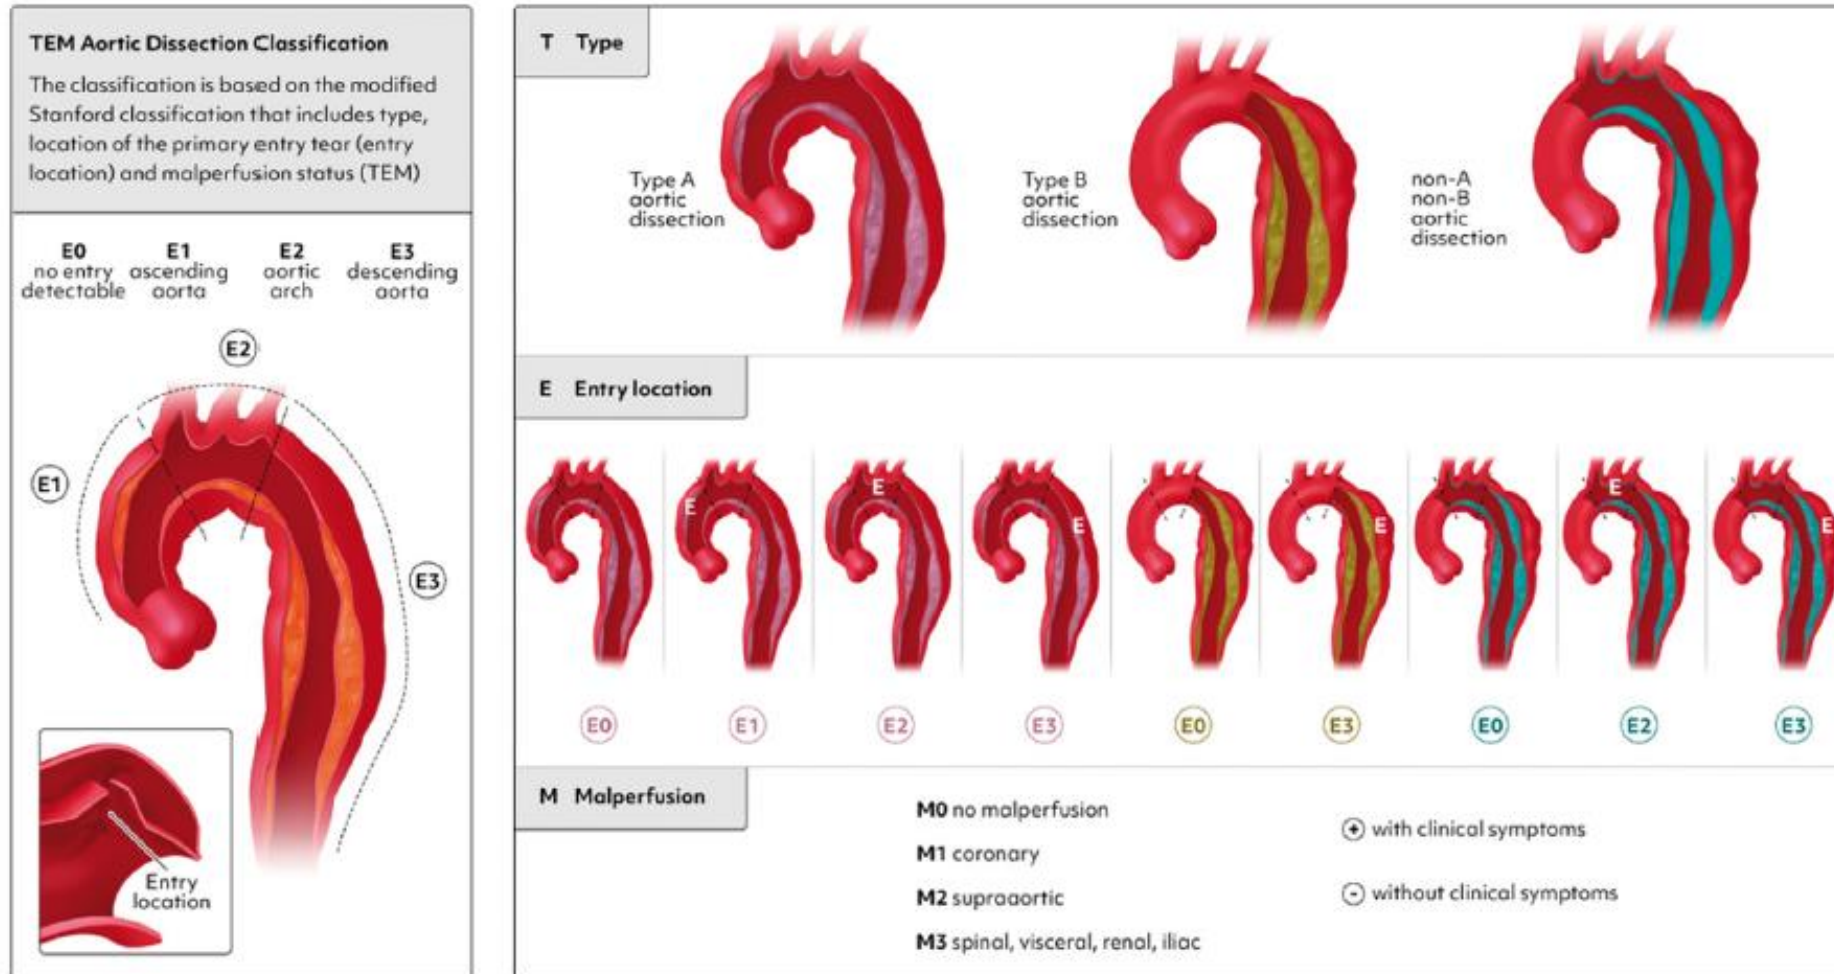 TEM Aortic Dissection Classification
The classification is based on the modified
Stanford classification that includes type,
location of the primary entry tear (entry
location) and malperfusion status (TEM)
E0
no entry
detectable
E1
ascending
aorta
E2
aortic
arch
E3
descending
aorta
E2
E1
E3
Entry
location
T Type
Type A
aortic
dissection
Type B
aortic
dissection
non-A
non-B
aortic
dissection
E Entry location
E
E
E
E
E
E
E0
E1
E2
E3
E0
E3
E0
E2
E3
M Malperfusion
M0 no malperfusion
M1 coronary
M2 supraaortic
M3 spinal, visceral, renal, iliac
+ with clinical symptoms
- without clinical symptoms